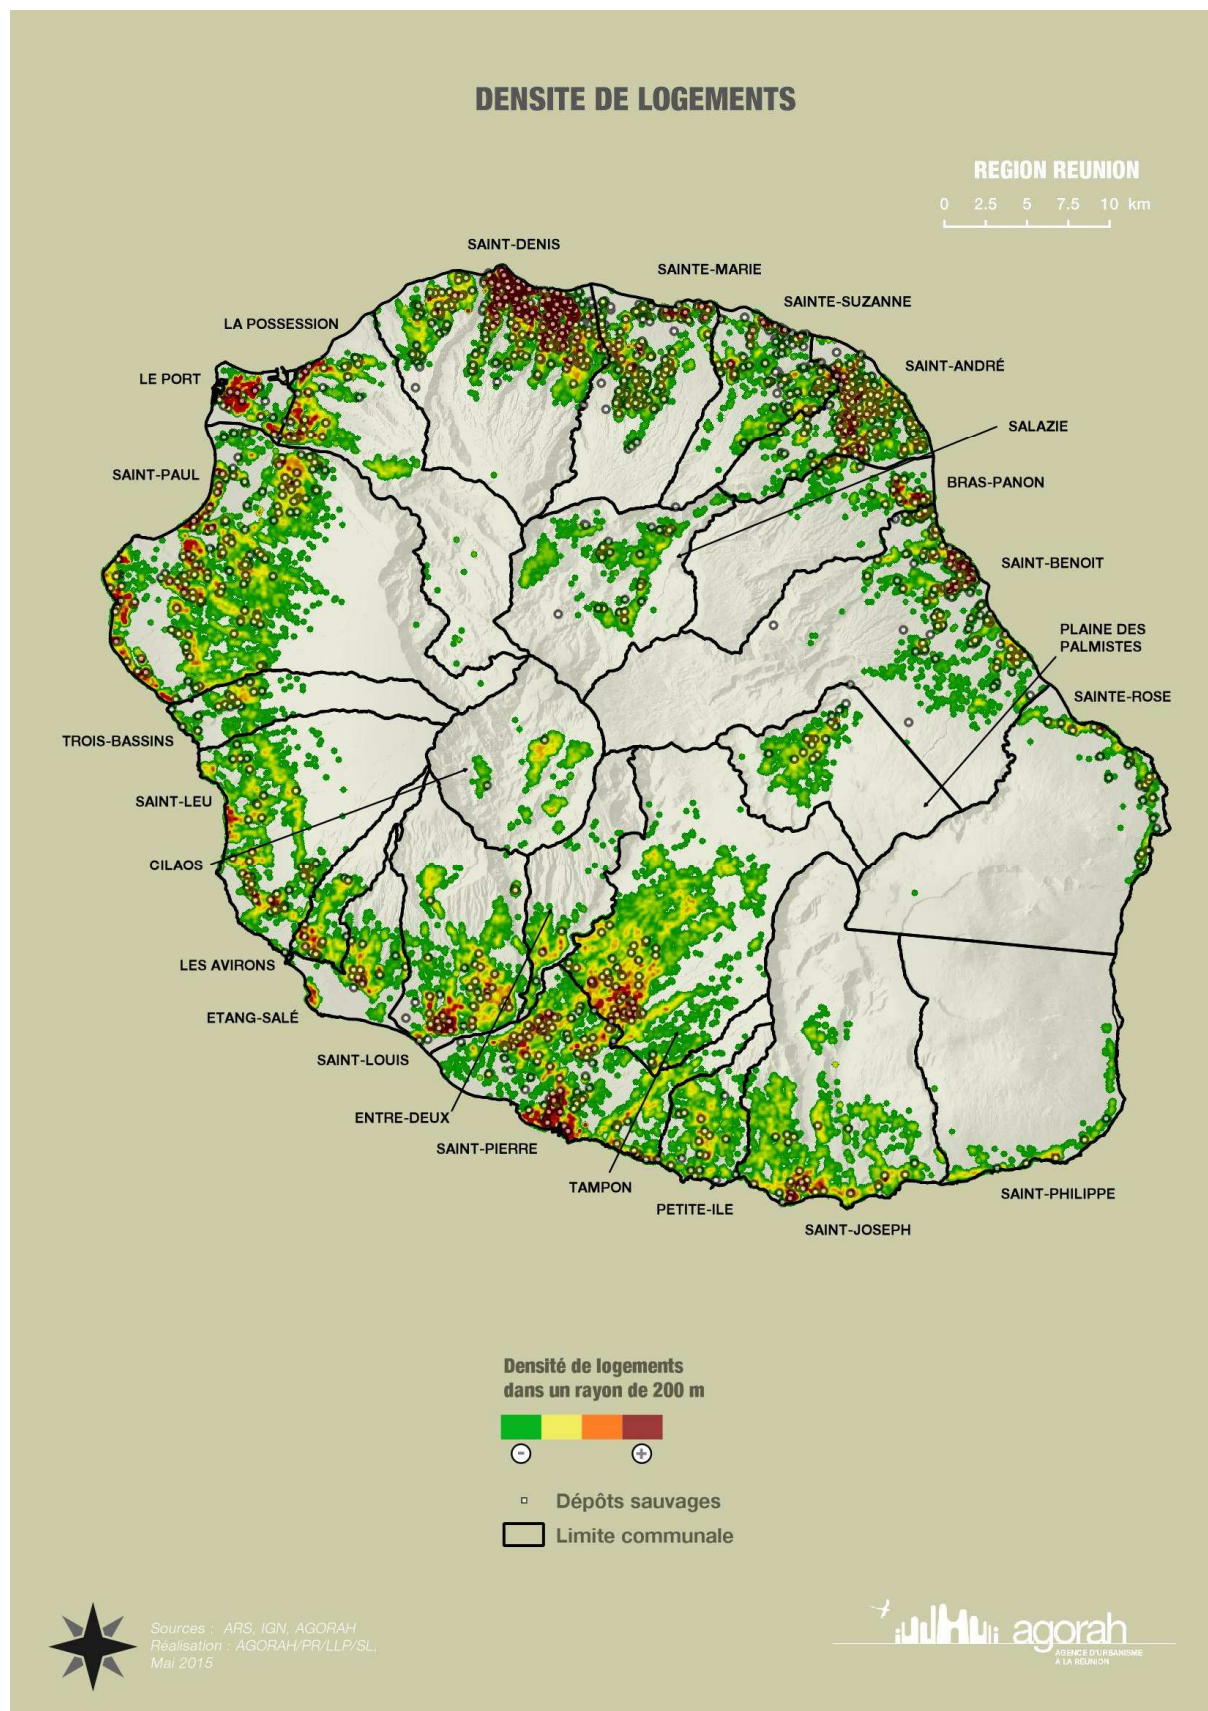 DENSITE DE LOGEMENTS
REGION REUNION
0 2.5 5 7.5 10 km
SAINT-DENIS
SAINTE-MARIE
SAINTE-SUZANNE
LA POSSESSION
SAINT-ANDRÉ
LE PORT
SALAZIE
SAINT-PAUL
BRAS-PANON
SAINT-BENOIT
PLAINE DES
PALMISTES
SAINTE-ROSE
TROIS-BASSINS
SAINT-LEU
CILAOS
LES AVIRONS
ETANG-SALÉ
SAINT-LOUIS
ENTRE-DEUX
SAINT-PIERRE
TAMPON
PETITE-ILE
SAINT-PHILIPPE
SAINT-JOSEPH
Densité de logements
dans un rayon de 200 m
- +
Dépôts sauvages
Limite communale
Sources : ARS, IGN, AGORAH
Réalisation : AGORAH/PR/LLP/SL,
Mai 2015
agorah
AGENCE D'URBANISME
À LA RÉUNION